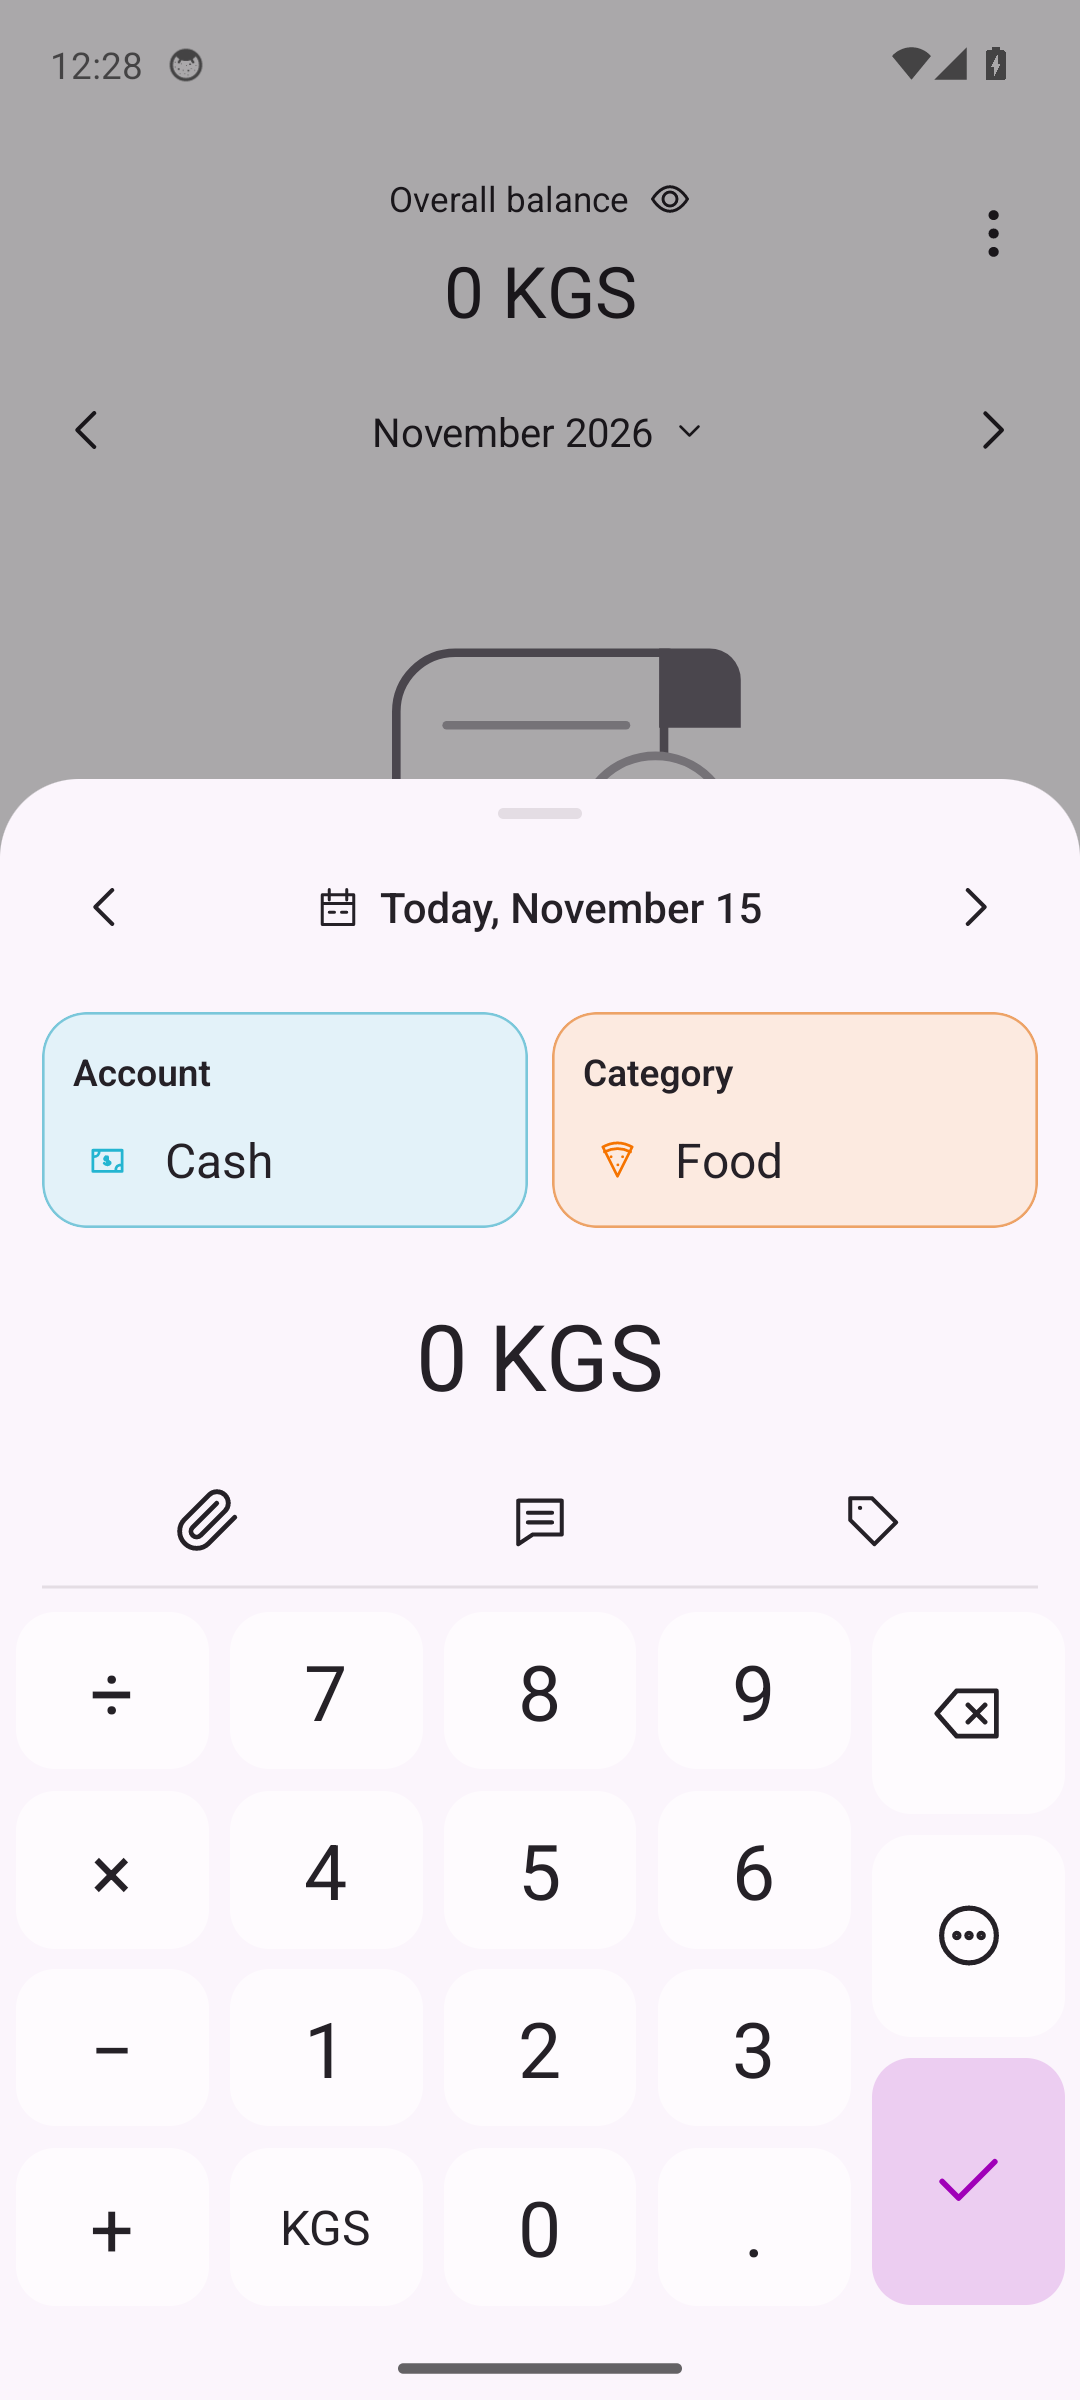 12:28
Overall balance
0 KGS
November 2026
Today, November 15
Account
Category
Cash
Food
0 KGS
÷ 7 8 9
× 4 5 6
− 1 2 3
+ KGS 0 .